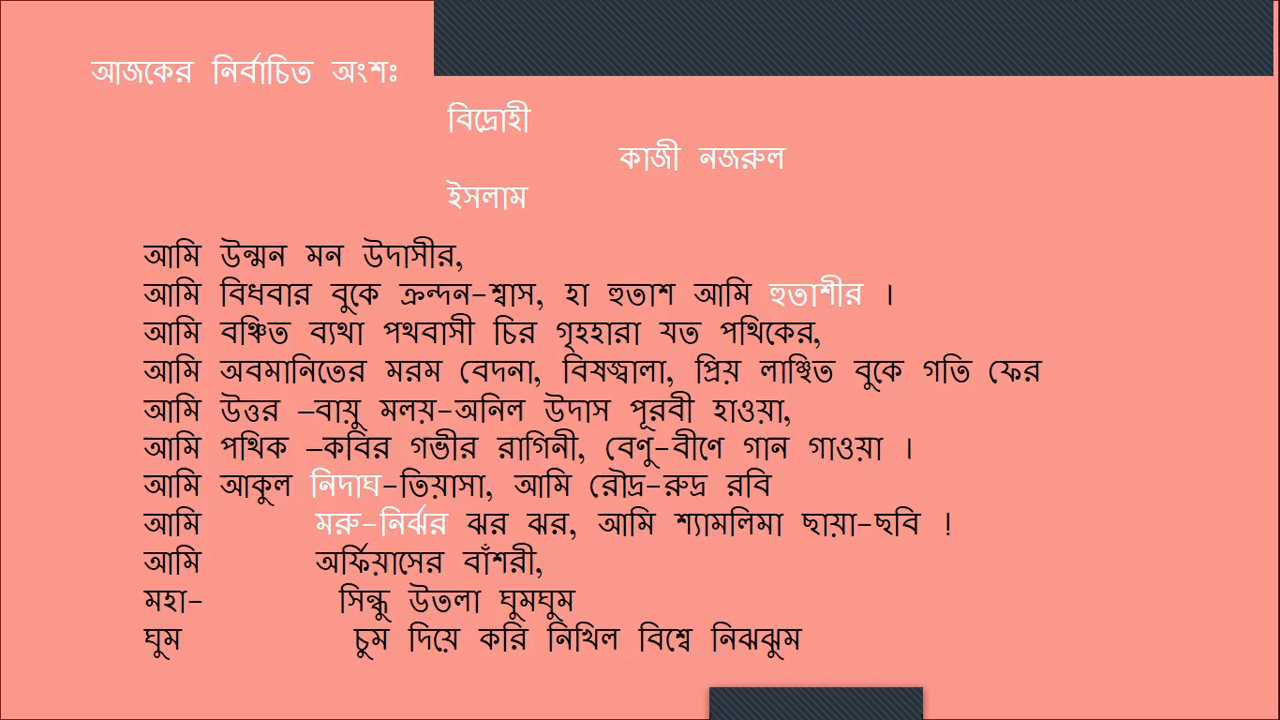 আজকের নির্বাচিত অংশঃ
বিদ্রোহী
কাজী নজরুল
ইসলাম
আমি উন্মন মন উদাসীর,
আমি বিধবার বুকে ক্রন্দন-শ্বাস, হা হুতাশ আমি হুতাশীর ।
আমি বঞ্চিত ব্যথা পথবাসী চির গৃহহারা যত পথিকের,
আমি অবমানিতের মরম বেদনা, বিষজ্বালা, প্রিয় লাঞ্ছিত বুকে গতি ফের
আমি উত্তর –বায়ু মলয়-অনিল উদাস পূরবী হাওয়া,
আমি পথিক –কবির গভীর রাগিনী, বেণু-বীণে গান গাওয়া ।
আমি আকুল নিদাঘ-তিয়াসা, আমি রৌদ্র-রুদ্র রবি
আমি মরু-নির্ঝর ঝর ঝর, আমি শ্যামলিমা ছায়া-ছবি !
আমি অর্ফিয়াসের বাঁশরী,
মহা- সিন্ধু উতলা ঘুমঘুম
ঘুম চুম দিয়ে করি নিখিল বিশ্বে নিঝঝুম